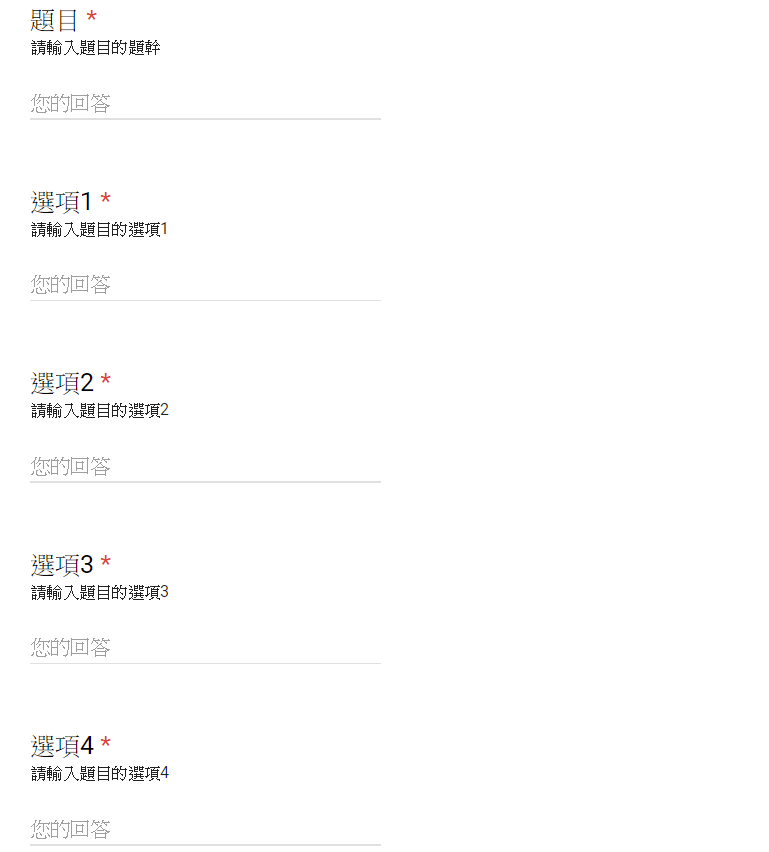 題目 *
請輸入題目的題幹
您的回答
選項1 *
請輸入題目的選項1
您的回答
選項2 *
請輸入題目的選項2
您的回答
選項3 *
請輸入題目的選項3
您的回答
選項4 *
請輸入題目的選項4
您的回答